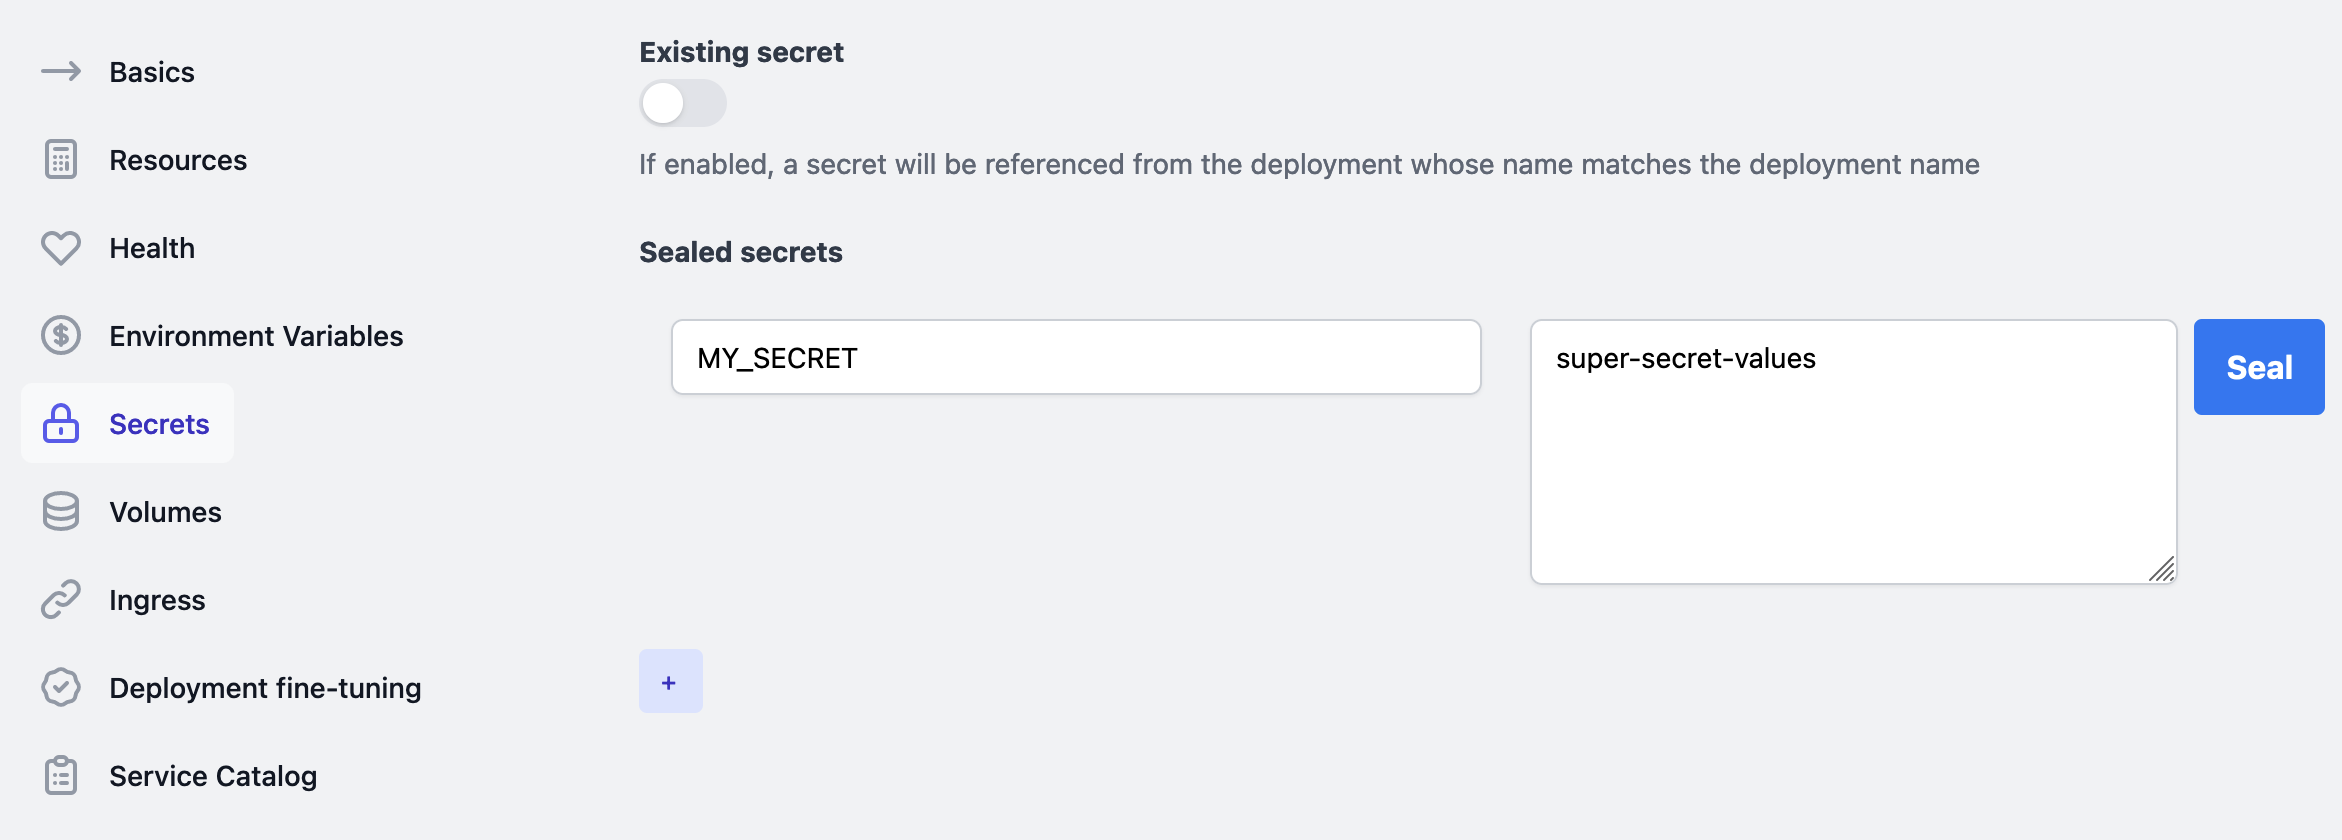 Basics
Resources
Health
Environment Variables
Secrets
Volumes
Ingress
Deployment fine-tuning
Service Catalog
Existing secret
If enabled, a secret will be referenced from the deployment whose name matches the deployment name
Sealed secrets
MY_SECRET
super-secret-values
Seal
+